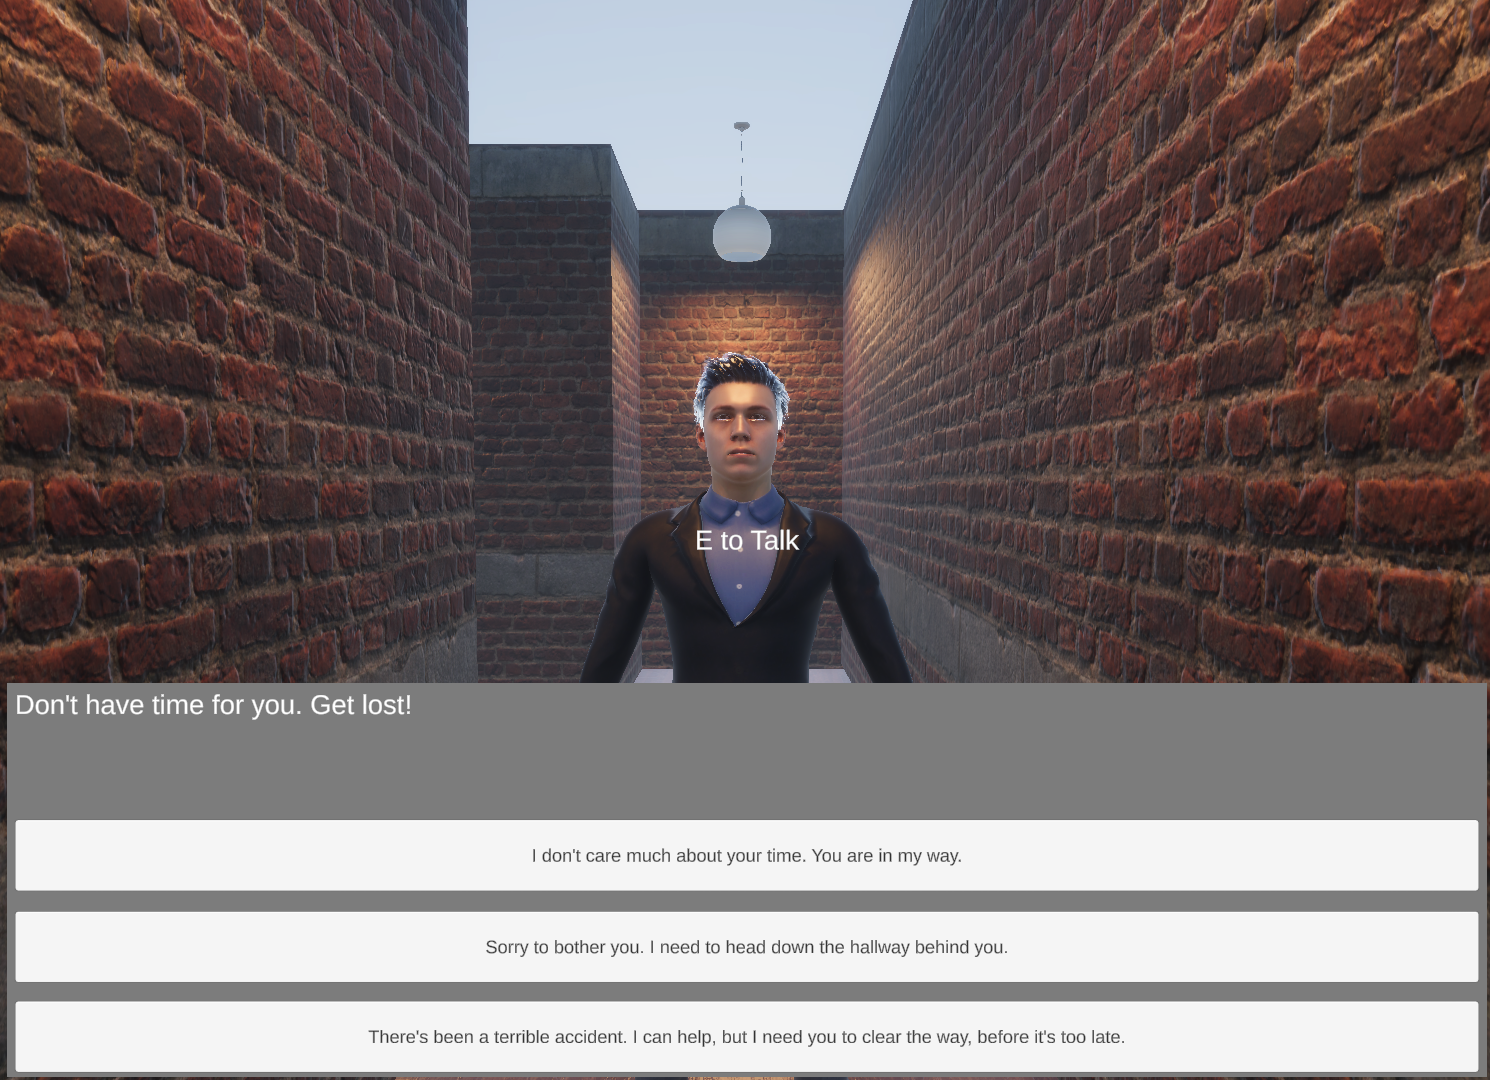 E to Talk
Don't have time for you. Get lost!
I don't care much about your time. You are in my way.
Sorry to bother you. I need to head down the hallway behind you.
There's been a terrible accident. I can help, but I need you to clear the way, before it's too late.